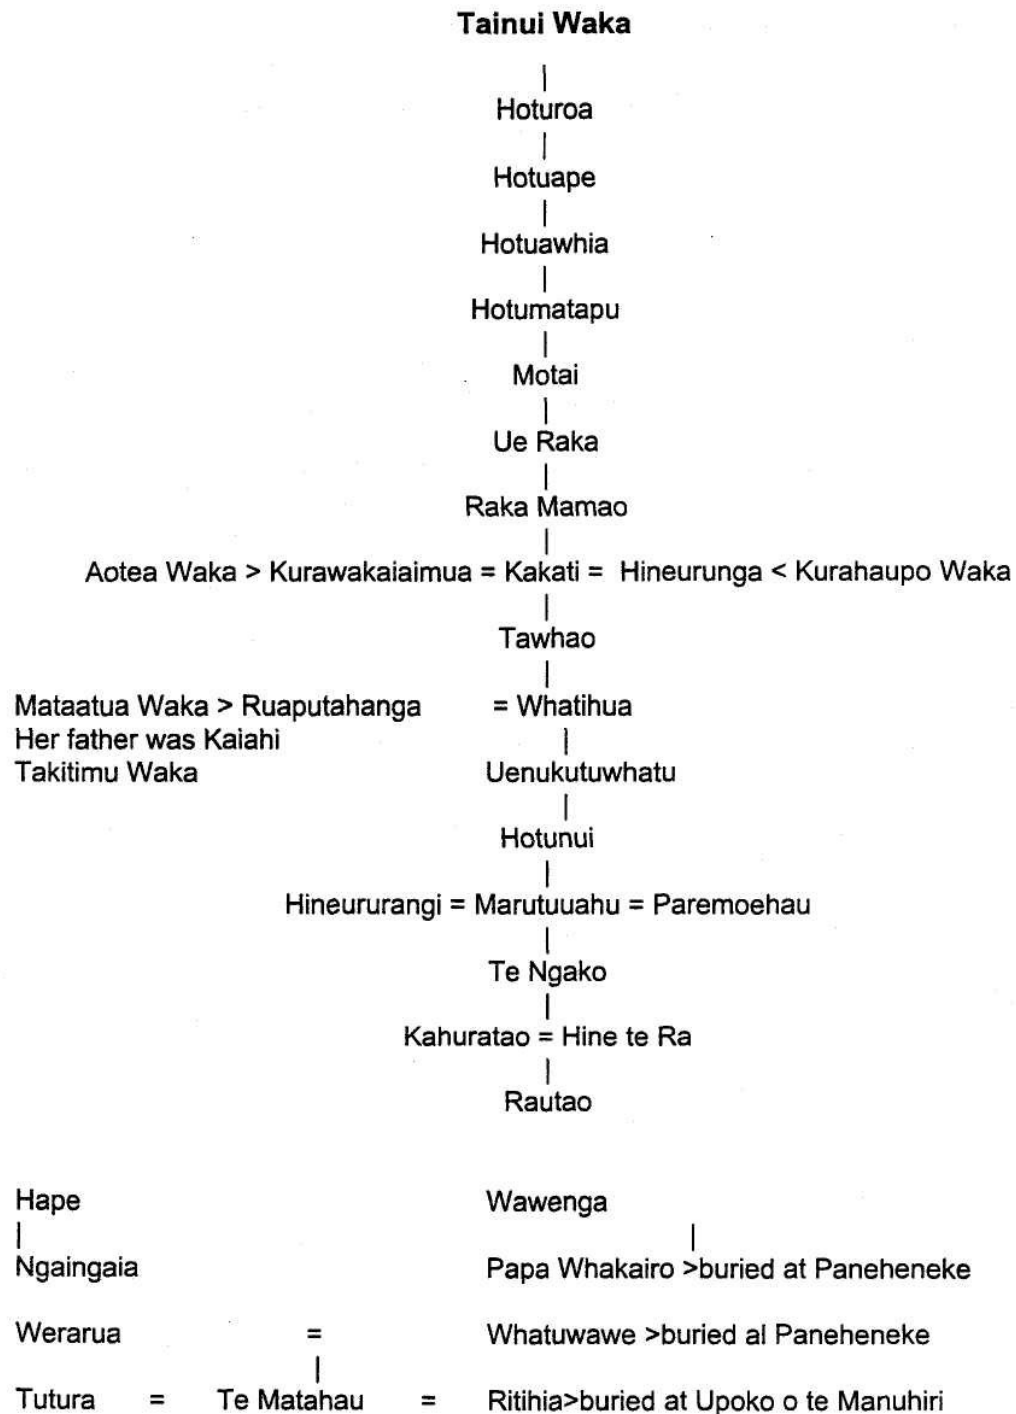 Tainui Waka
|
Hoturoa
|
Hotuape
|
Hotuawhia
|
Hotumatapu
|
Motai
|
Ue Raka
|
Raka Mamao
|
Aotea Waka > Kurawakaiaimua = Kakati = Hineurunga < Kurahaupo Waka
|
Tawhao
|
Mataatua Waka > Ruaputahanga = Whatihua
Her father was Kaiahi |
Takitimu Waka Uenukutuwhatu
|
Hotunui
|
Hineururangi = Marutuuahu = Paremoehau
|
Te Ngako
|
Kahuratao = Hine te Ra
|
Rautao
Hape Wawenga
| |
Ngaingaia Papa Whakairo >buried at Paneheneke
Werarua = Whatuwawe >buried al Paneheneke
|
Tutura = Te Matahau = Ritihia>buried at Upoko o te Manuhiri